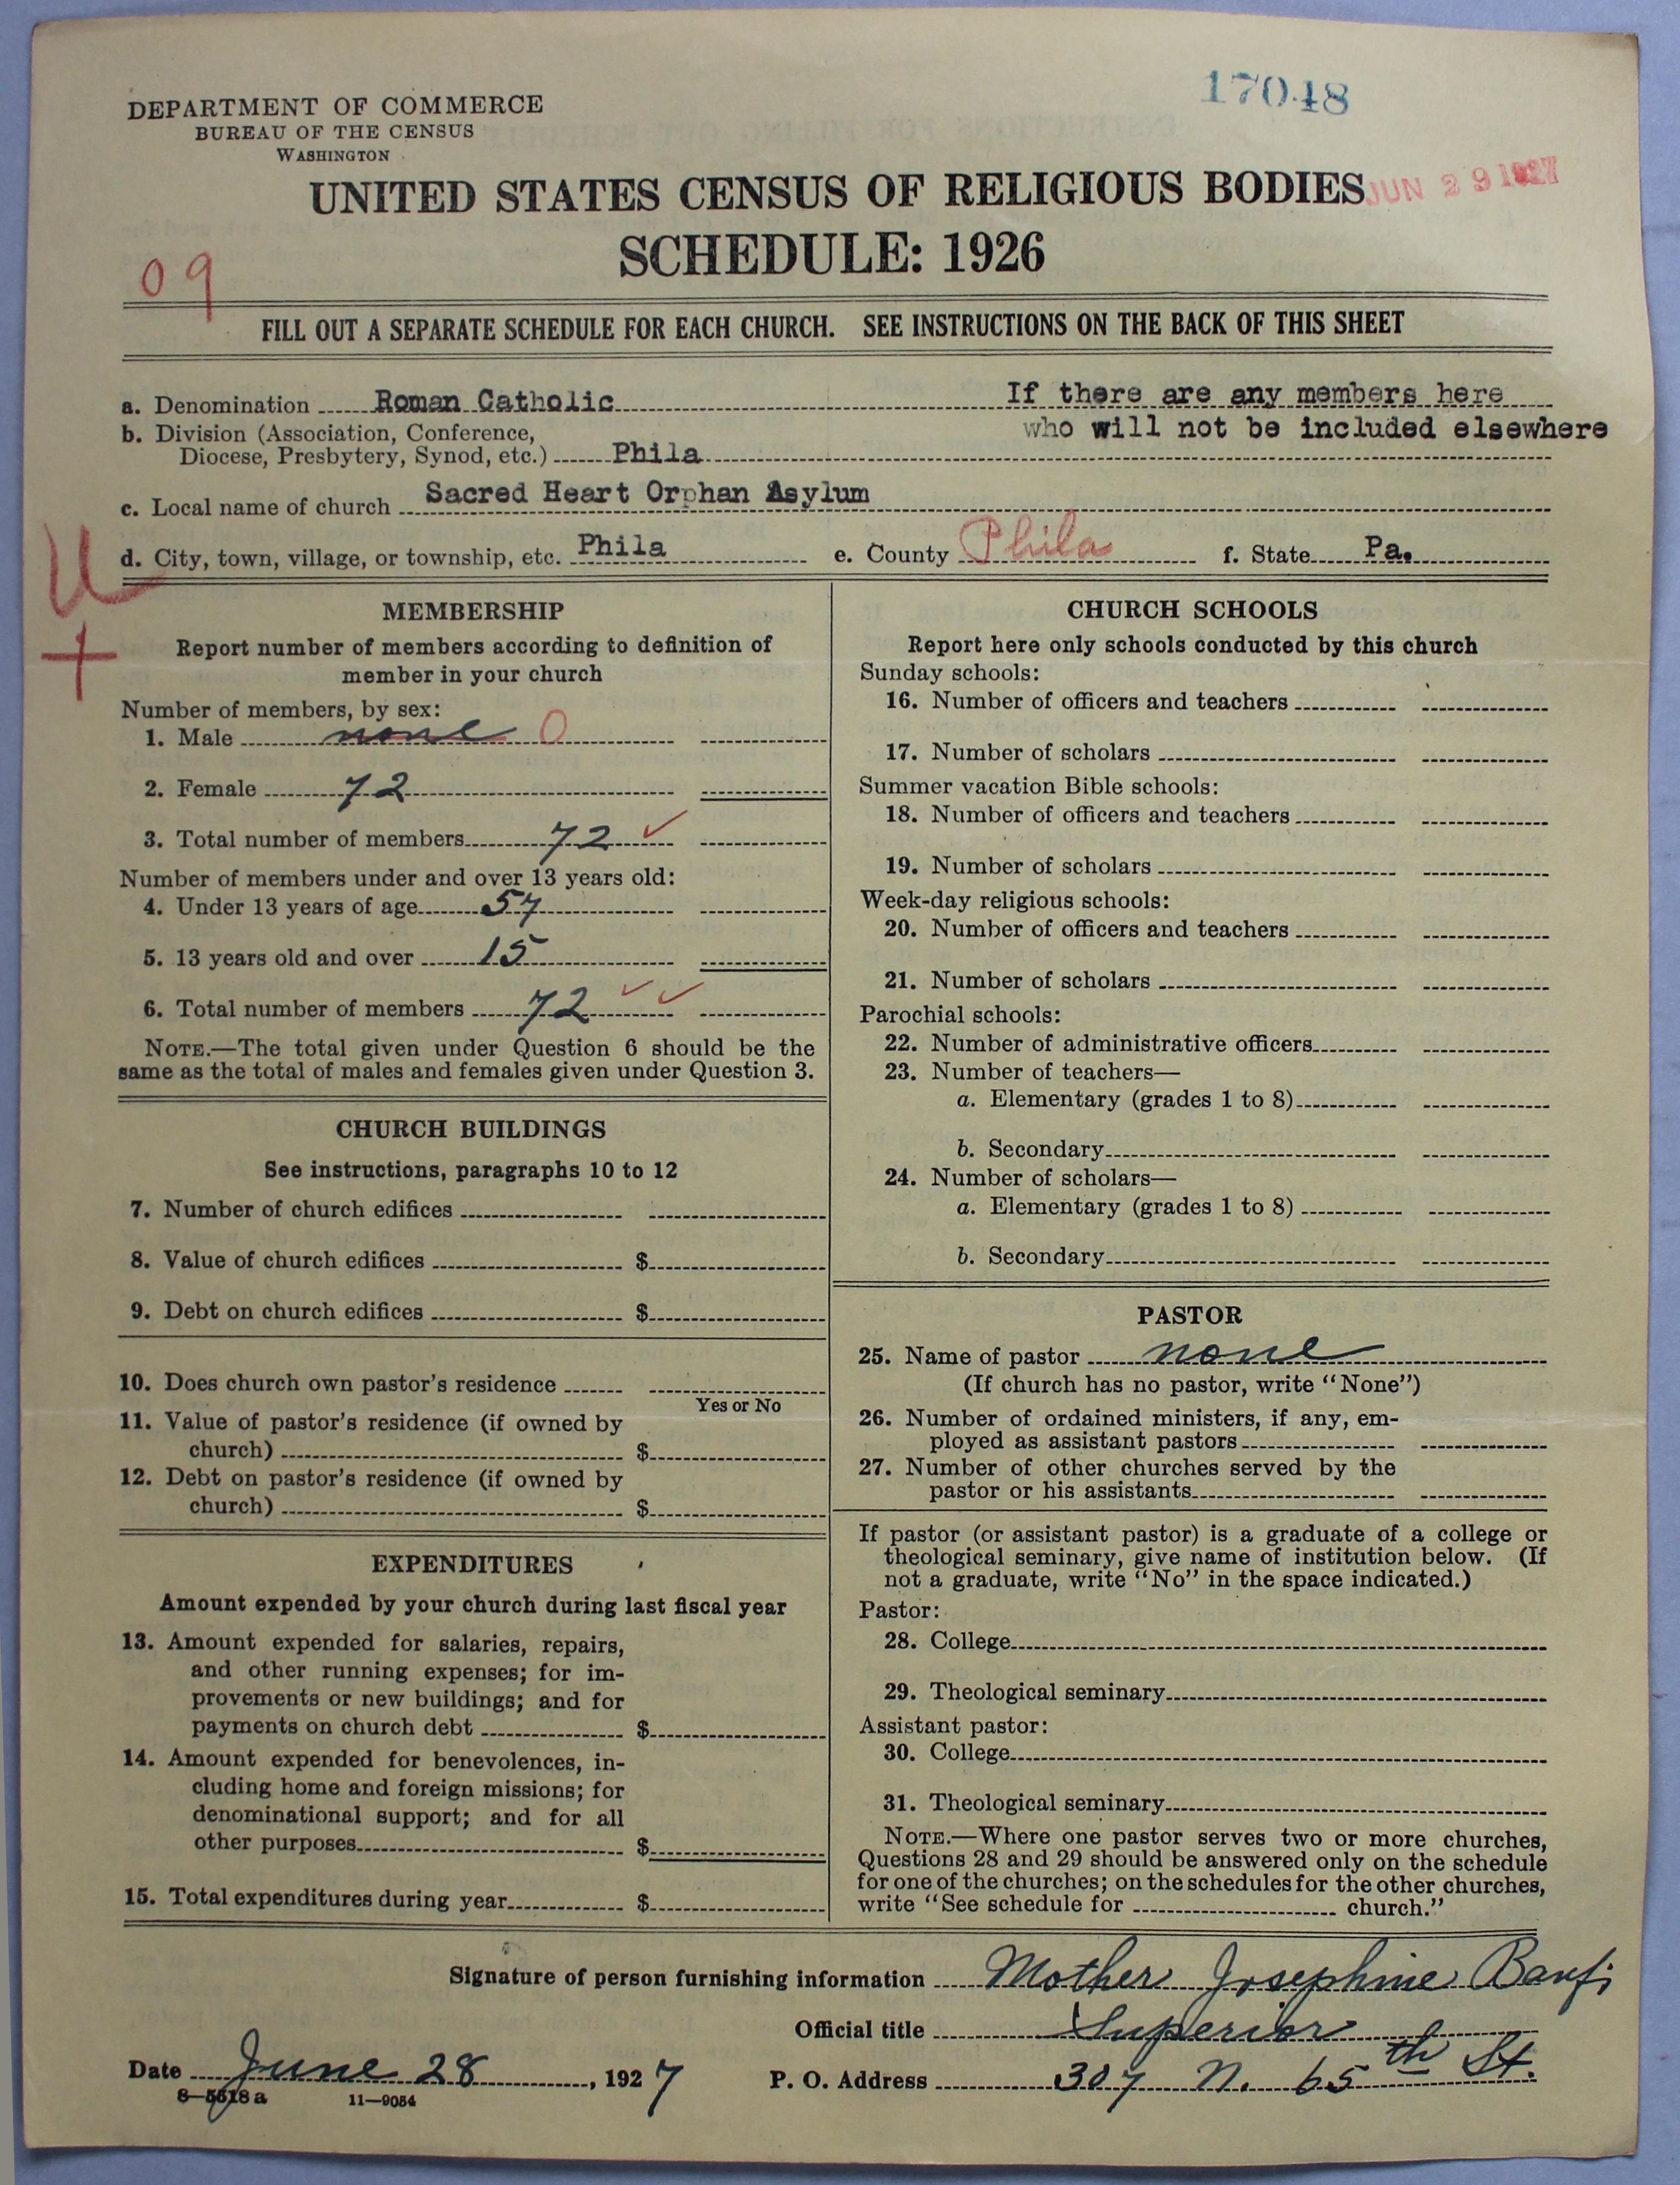 17048
DEPARTMENT OF COMMERCE
BUREAU OF THE CENSUS
WASHINGTON
UNITED STATES CENSUS OF RELIGIOUS BODIES
JUN 29 1927
SCHEDULE: 1926
09
FILL OUT A SEPARATE SCHEDULE FOR EACH CHURCH. SEE INSTRUCTIONS ON THE BACK OF THIS SHEET
a. Denomination Roman Catholic If there are any members here
who will not be included elsewhere
b. Division (Association, Conference,
Diocese, Presbytery, Synod, etc.) Phila
c. Local name of church Sacred Heart Orphan Asylum
d. City, town, village, or township, etc. Phila e. County Phila f. State Pa.
U
+
MEMBERSHIP
Report number of members according to definition of
member in your church
Number of members, by sex:
1. Male none 0
2. Female 72
3. Total number of members 72 ✓
Number of members under and over 13 years old:
4. Under 13 years of age 57
5. 13 years old and over 15
6. Total number of members 72 ✓ ✓
NOTE.—The total given under Question 6 should be the
same as the total of males and females given under Question 3.
CHURCH BUILDINGS
See instructions, paragraphs 10 to 12
7. Number of church edifices
8. Value of church edifices $
9. Debt on church edifices $
10. Does church own pastor's residence
Yes or No
11. Value of pastor's residence (if owned by
church) $
12. Debt on pastor's residence (if owned by
church) $
EXPENDITURES
Amount expended by your church during last fiscal year
13. Amount expended for salaries, repairs,
and other running expenses; for im-
provements or new buildings; and for
payments on church debt $
14. Amount expended for benevolences, in-
cluding home and foreign missions; for
denominational support; and for all
other purposes $
15. Total expenditures during year $
CHURCH SCHOOLS
Report here only schools conducted by this church
Sunday schools:
16. Number of officers and teachers
17. Number of scholars
Summer vacation Bible schools:
18. Number of officers and teachers
19. Number of scholars
Week-day religious schools:
20. Number of officers and teachers
21. Number of scholars
Parochial schools:
22. Number of administrative officers
23. Number of teachers—
a. Elementary (grades 1 to 8)
b. Secondary
24. Number of scholars—
a. Elementary (grades 1 to 8)
b. Secondary
PASTOR
25. Name of pastor none
(If church has no pastor, write "None")
26. Number of ordained ministers, if any, em-
ployed as assistant pastors
27. Number of other churches served by the
pastor or his assistants
If pastor (or assistant pastor) is a graduate of a college or
theological seminary, give name of institution below. (If
not a graduate, write "No" in the space indicated.)
Pastor:
28. College
29. Theological seminary
Assistant pastor:
30. College
31. Theological seminary
NOTE.—Where one pastor serves two or more churches,
Questions 28 and 29 should be answered only on the schedule
for one of the churches; on the schedules for the other churches,
write "See schedule for church."
Signature of person furnishing information Mother Josephine Banfi
Official title Superior
Date June 28, 1927 P. O. Address 307 N. 65th St.
8—5518 a 11—9054